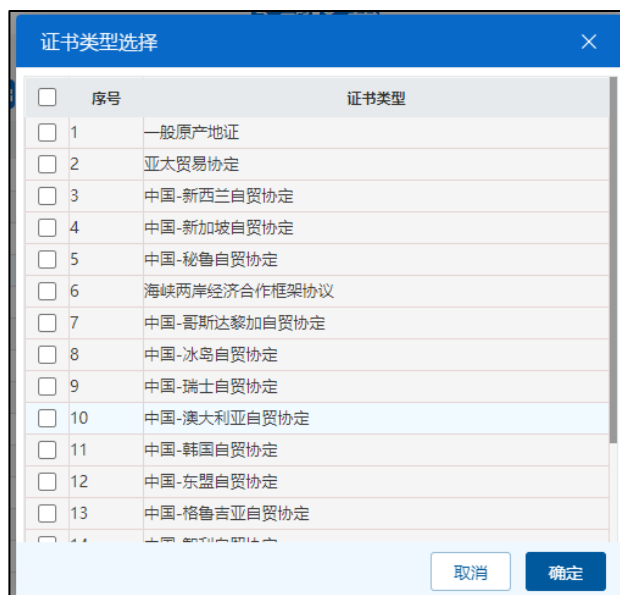 证书类型选择
序号 证书类型
1 一般原产地证
2 亚太贸易协定
3 中国-新西兰自贸协定
4 中国-新加坡自贸协定
5 中国-秘鲁自贸协定
6 海峡两岸经济合作框架协议
7 中国-哥斯达黎加自贸协定
8 中国-冰岛自贸协定
9 中国-瑞士自贸协定
10 中国-澳大利亚自贸协定
11 中国-韩国自贸协定
12 中国-东盟自贸协定
13 中国-格鲁吉亚自贸协定
取消 确定